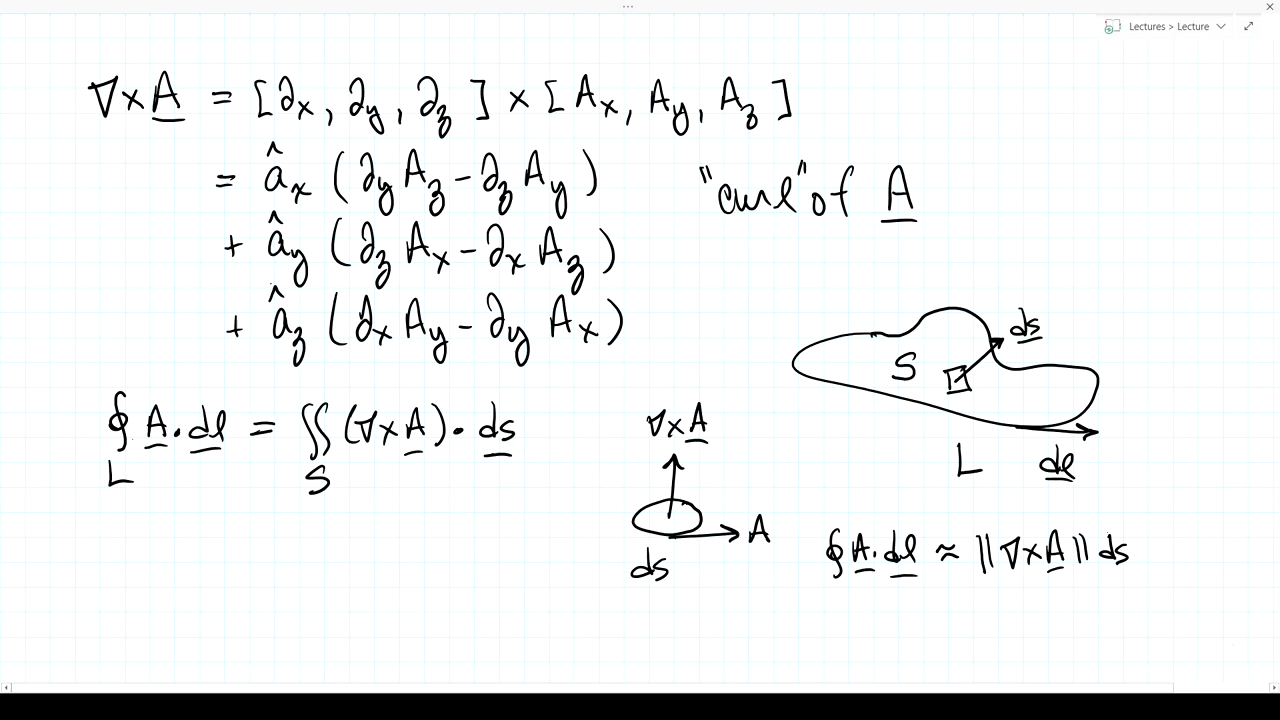 Lectures > Lecture
∇×A = [∂x, ∂y, ∂z] × [Ax, Ay, Az]
= âx (∂y Az − ∂z Ay)
"curl" of A
+ ây (∂z Ax − ∂x Az)
+ âz (∂x Ay − ∂y Ax)
ds
S
∮ A · dl = ∬ (∇×A) · ds
L S
∇×A
L dl
A
ds
∮ A · dl ≈ ||∇×A|| ds